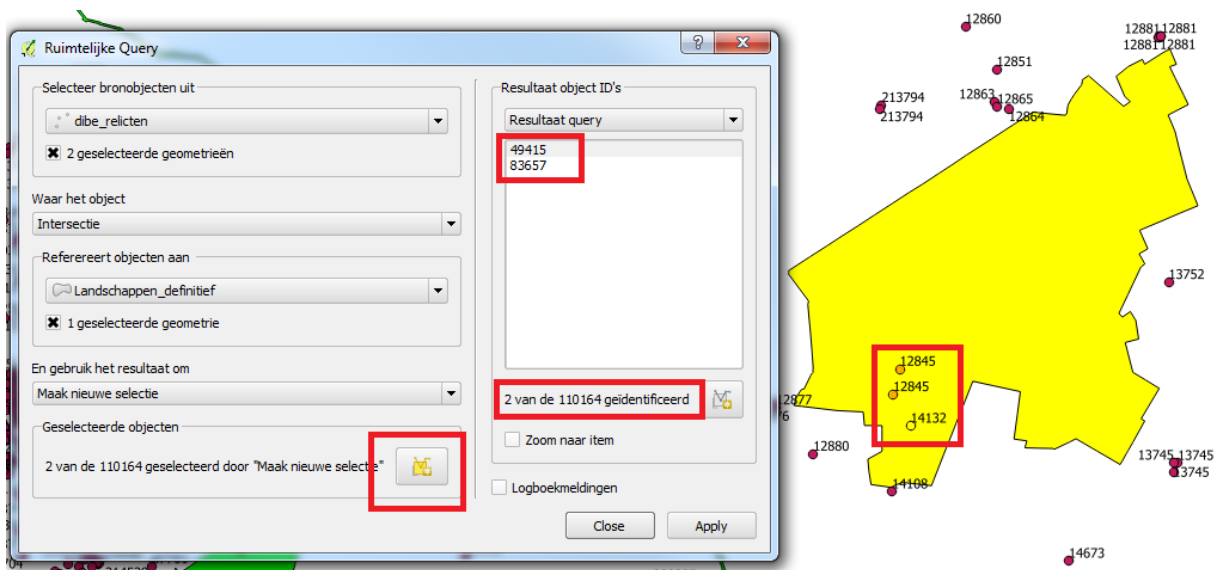 Ruimtelijke Query
Selecteer bronobjecten uit
dibe_relicten
2 geselecteerde geometrieën
Waar het object
Intersectie
Refererereert objecten aan
Landschappen_definitief
1 geselecteerde geometrie
En gebruik het resultaat om
Maak nieuwe selectie
Geselecteerde objecten
2 van de 110164 geselecteerd door "Maak nieuwe selectie"
Resultaat object ID's
Resultaat query
49415
83657
2 van de 110164 geïdentificeerd
Zoom naar item
Logboekmeldingen
Close
Apply
12860
12881 12881
12881 12881
12851
213794
213794
12863
12865
12864
13752
12845
12845
14132
12877
12880
14108
13745 13745
13745
14673